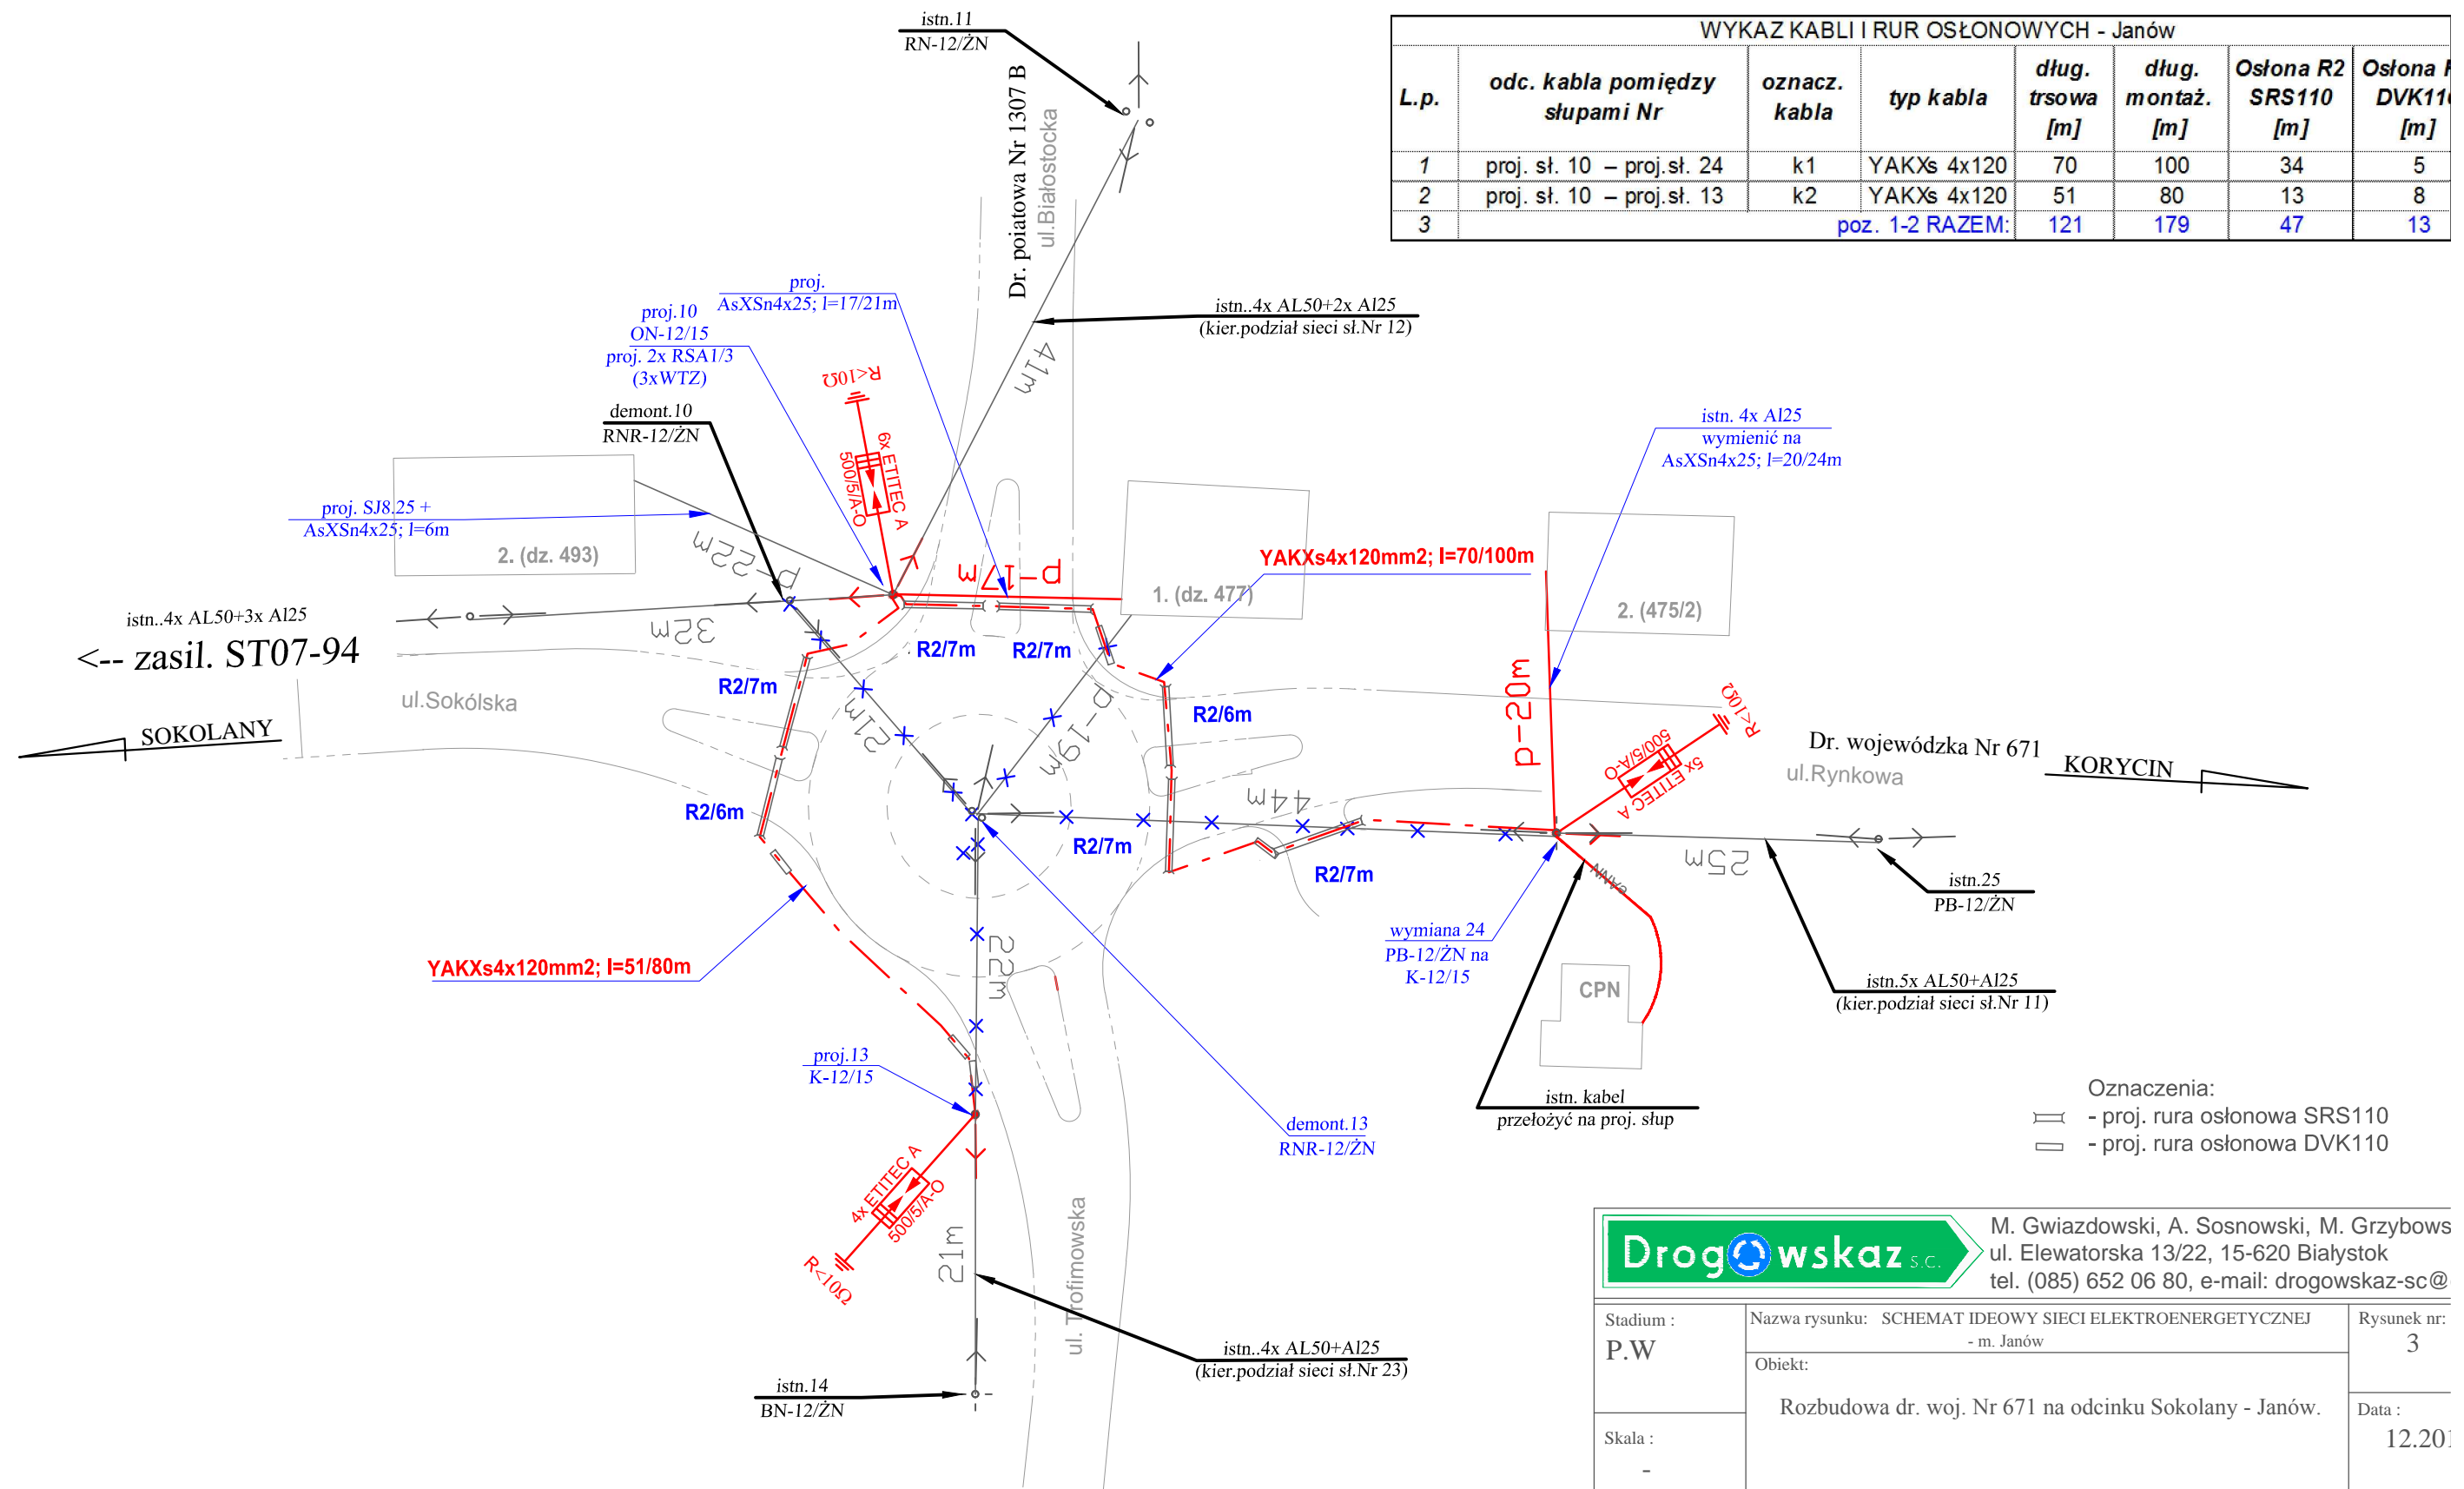 istn.11
RN-12/ŻN
Dr. poiatowa Nr 1307 B
ul.Białostocka
WYKAZ KABLI I RUR OSŁONOWYCH - Janów
L.p. odc. kabla pomiędzy słupami Nr oznacz. kabla typ kabla dług. trsowa [m] dług. montaż. [m] Osłona R2 SRS110 [m] Osłona DVK11 [m]
1 proj. sł. 10 – proj.sł. 24 k1 YAKXs 4x120 70 100 34 5
2 proj. sł. 10 – proj.sł. 13 k2 YAKXs 4x120 51 80 13 8
3 poz. 1-2 RAZEM: 121 179 47 13
proj.
AsXSn4x25; l=17/21m
proj.10
ON-12/15
proj. 2x RSA1/3
(3xWTZ)
demont.10
RNR-12/ŻN
istn..4x AL50+2x Al25
(kier.podział sieci sł.Nr 12)
41m
R<10Ω
6x ETITEC A
500/5/A-O
istn. 4x Al25
wymienić na
AsXSn4x25; l=20/24m
proj. SJ8.25 +
AsXSn4x25; l=6m
2. (dz. 493)
p-22m
p-17m
YAKXs4x120mm2; l=70/100m
1. (dz. 477)
2. (475/2)
istn..4x AL50+3x Al25
<-- zasil. ST07-94
32m
R2/7m
R2/7m
R2/7m
ul.Sokólska
SOKOLANY
21m
p-19m
R2/6m
p-20m
R<10Ω
500/5/A-O
5x ETITEC A
Dr. wojewódzka Nr 671
ul.Rynkowa
KORYCIN
R2/6m
44m
R2/7m
R2/7m
25m
YANN
istn.25
PB-12/ŻN
wymiana 24
PB-12/ŻN na
K-12/15
22m
YAKXs4x120mm2; l=51/80m
CPN
istn.5x AL50+Al25
(kier.podział sieci sł.Nr 11)
proj.13
K-12/15
istn. kabel
przełożyć na proj. słup
demont.13
RNR-12/ŻN
Oznaczenia:
- proj. rura osłonowa SRS110
- proj. rura osłonowa DVK110
4x ETITEC A
500/5/A-O
R<10Ω
21m
ul. Trofimowska
istn..4x AL50+Al25
(kier.podział sieci sł.Nr 23)
istn.14
BN-12/ŻN
Drogowskaz s.c.
M. Gwiazdowski, A. Sosnowski, M. Grzybows
ul. Elewatorska 13/22, 15-620 Białystok
tel. (085) 652 06 80, e-mail: drogowskaz-sc@
Stadium :
P.W
Nazwa rysunku: SCHEMAT IDEOWY SIECI ELEKTROENERGETYCZNEJ
- m. Janów
Rysunek nr:
3
Obiekt:
Rozbudowa dr. woj. Nr 671 na odcinku Sokolany - Janów.
Skala :
-
Data :
12.201